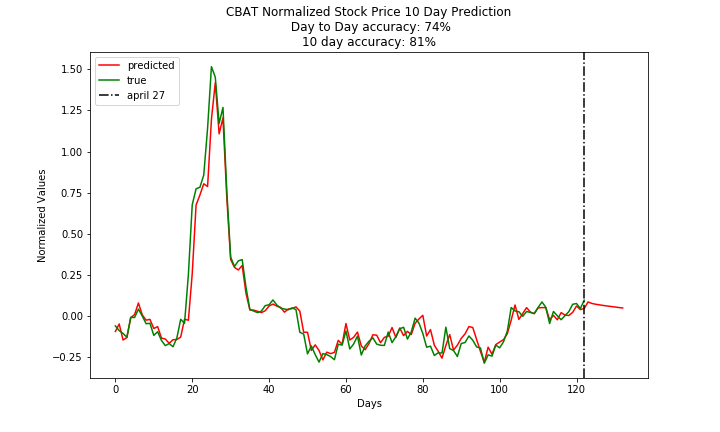 CBAT Normalized Stock Price 10 Day Prediction
Day to Day accuracy: 74%
10 day accuracy: 81%
predicted
true
april 27
Normalized Values
1.50
1.25
1.00
0.75
0.50
0.25
0.00
−0.25
0 20 40 60 80 100 120
Days